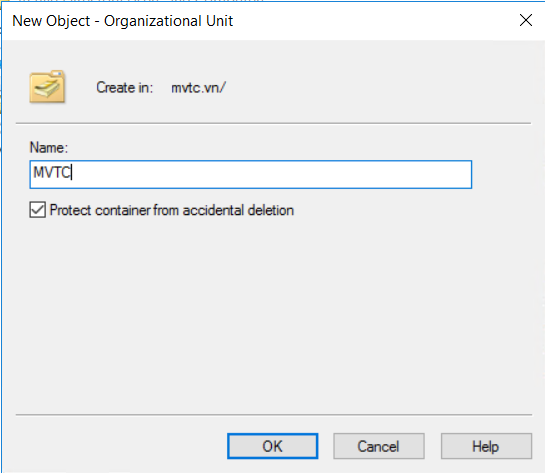 New Object - Organizational Unit
Create in: mvtc.vn/
Name:
MVTC
Protect container from accidental deletion
OK Cancel Help